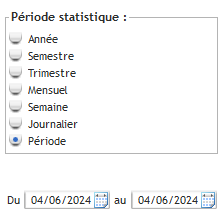 Période statistique :
Année
Semestre
Trimestre
Mensuel
Semaine
Journalier
Période
Du 04/06/2024 au 04/06/2024